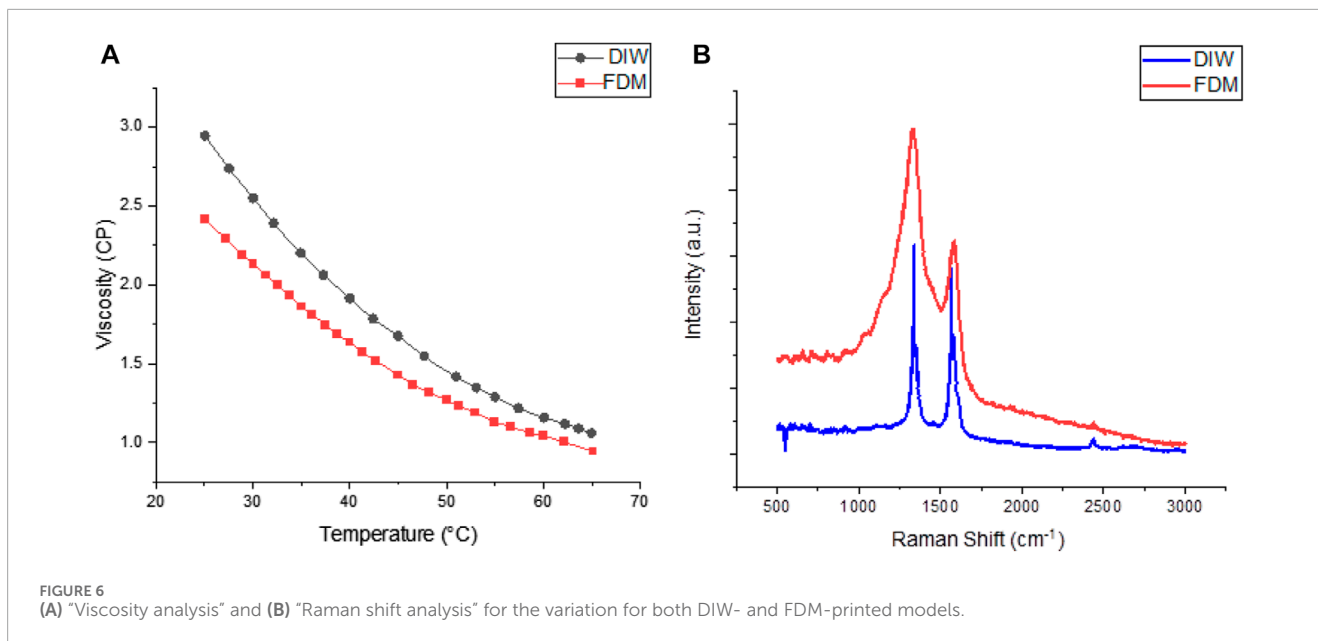 A
DIW
FDM
3.0
2.5
2.0
1.5
1.0
Viscosity (CP)
20
30
40
50
60
70
Temperature (°C)
B
DIW
FDM
Intensity (a.u.)
500
1000
1500
2000
2500
3000
Raman Shift (cm⁻¹)
FIGURE 6
(A) "Viscosity analysis" and (B) "Raman shift analysis" for the variation for both DIW- and FDM-printed models.